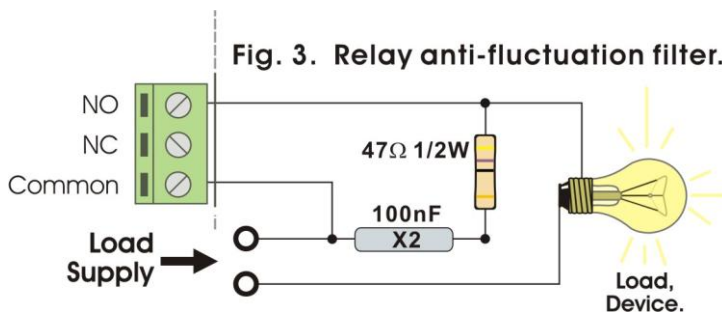 Fig. 3. Relay anti-fluctuation filter.
NO
NC
Common
47Ω 1/2W
100nF
X2
Load
Supply
Load,
Device.